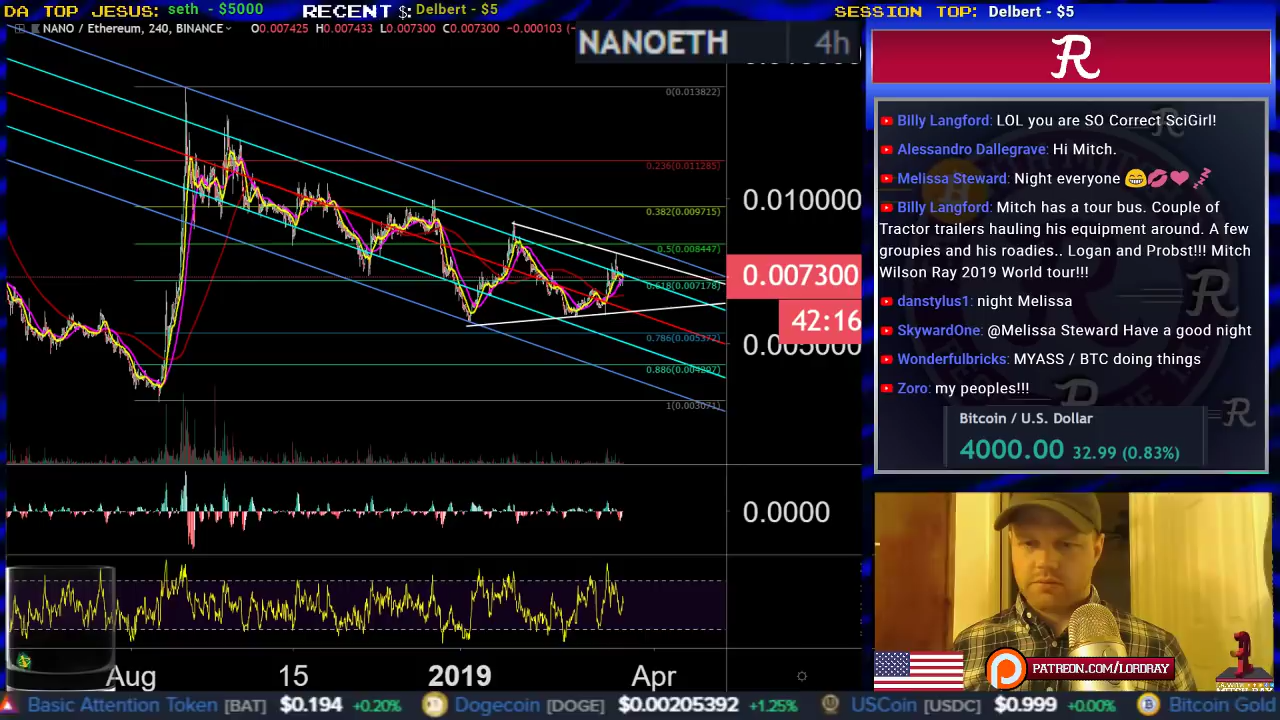 DA TOP JESUS: seth - $5000
RECENT $: Delbert - $5
SESSION TOP: Delbert - $5
NANO / Ethereum, 240, BINANCE
O0.007425 H0.007433 L0.007300 C0.007300 -0.000103
NANOETH 4h
R
0(0.013822)
0.236(0.011285)
0.382(0.009715)
0.5(0.008447)
0.618(0.007178)
0.786(0.005372)
0.886(0.004297)
1(0.003071)
0.010000
0.007300
42:16
0.005000
0.0000
Aug 15 2019 Apr
Billy Langford: LOL you are SO Correct SciGirl!
Alessandro Dallegrave: Hi Mitch.
Melissa Steward: Night everyone 😁💋❤💤
Billy Langford: Mitch has a tour bus. Couple of
Tractor trailers hauling his equipment around. A few
groupies and his roadies.. Logan and Probst!!! Mitch
Wilson Ray 2019 World tour!!!
danstylus1: night Melissa
SkywardOne: @Melissa Steward Have a good night
Wonderfulbricks: MYASS / BTC doing things
Zoro: my peoples!!!
Bitcoin / U.S. Dollar
4000.00 32.99 (0.83%)
PATREON.COM/LORDRAY
Basic Attention Token [BAT] $0.194 +0.20% Dogecoin [DOGE] $0.00205392 +1.25% USCoin [USDC] $0.999 +0.00% Bitcoin Gold